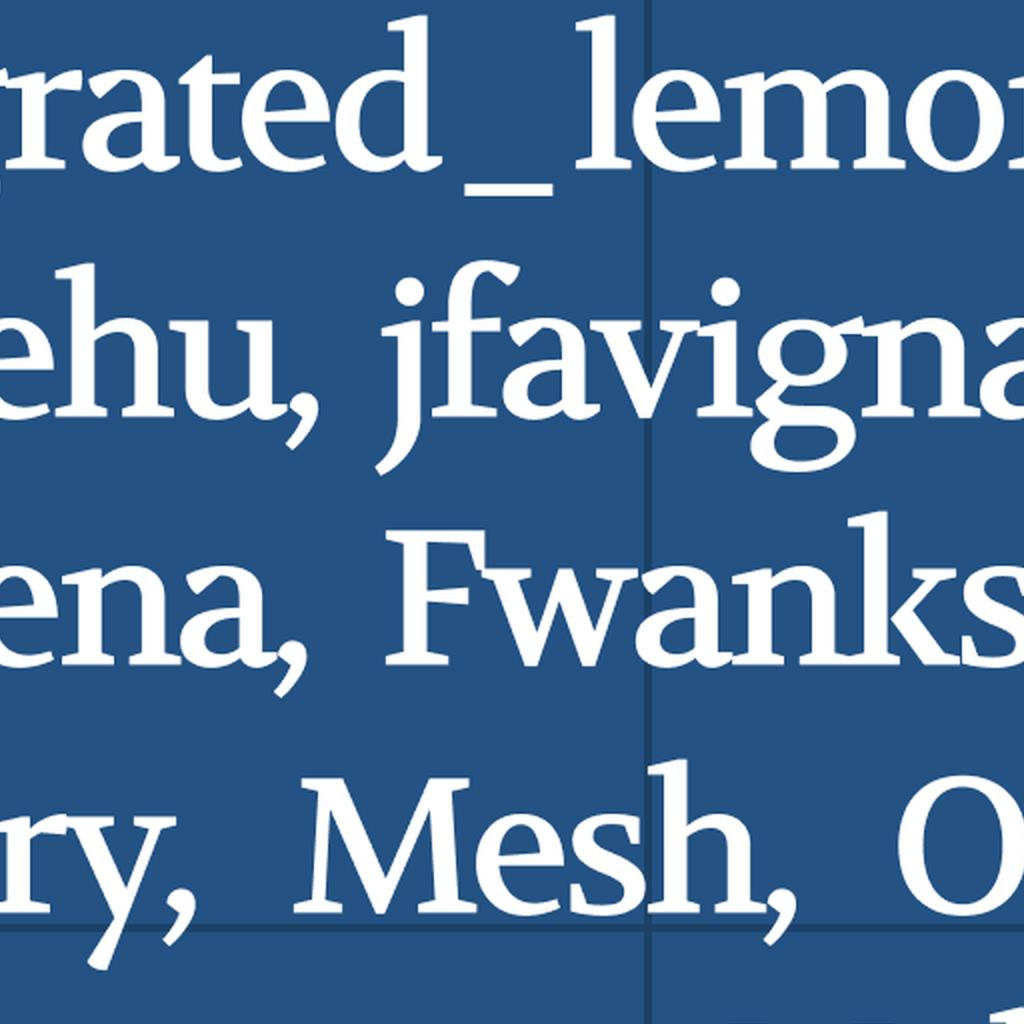 grated_lemon
ehu, jfavigna
ena, Fwanks
ry, Mesh, O